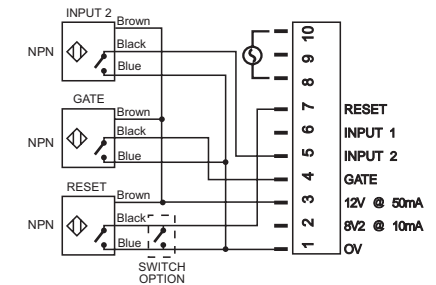 INPUT 2
NPN
Brown
Black
Blue
GATE
NPN
Brown
Black
Blue
RESET
NPN
Brown
Black
Blue
SWITCH
OPTION
10
9
8
7 RESET
6 INPUT 1
5 INPUT 2
4 GATE
3 12V @ 50mA
2 8V2 @ 10mA
1 OV